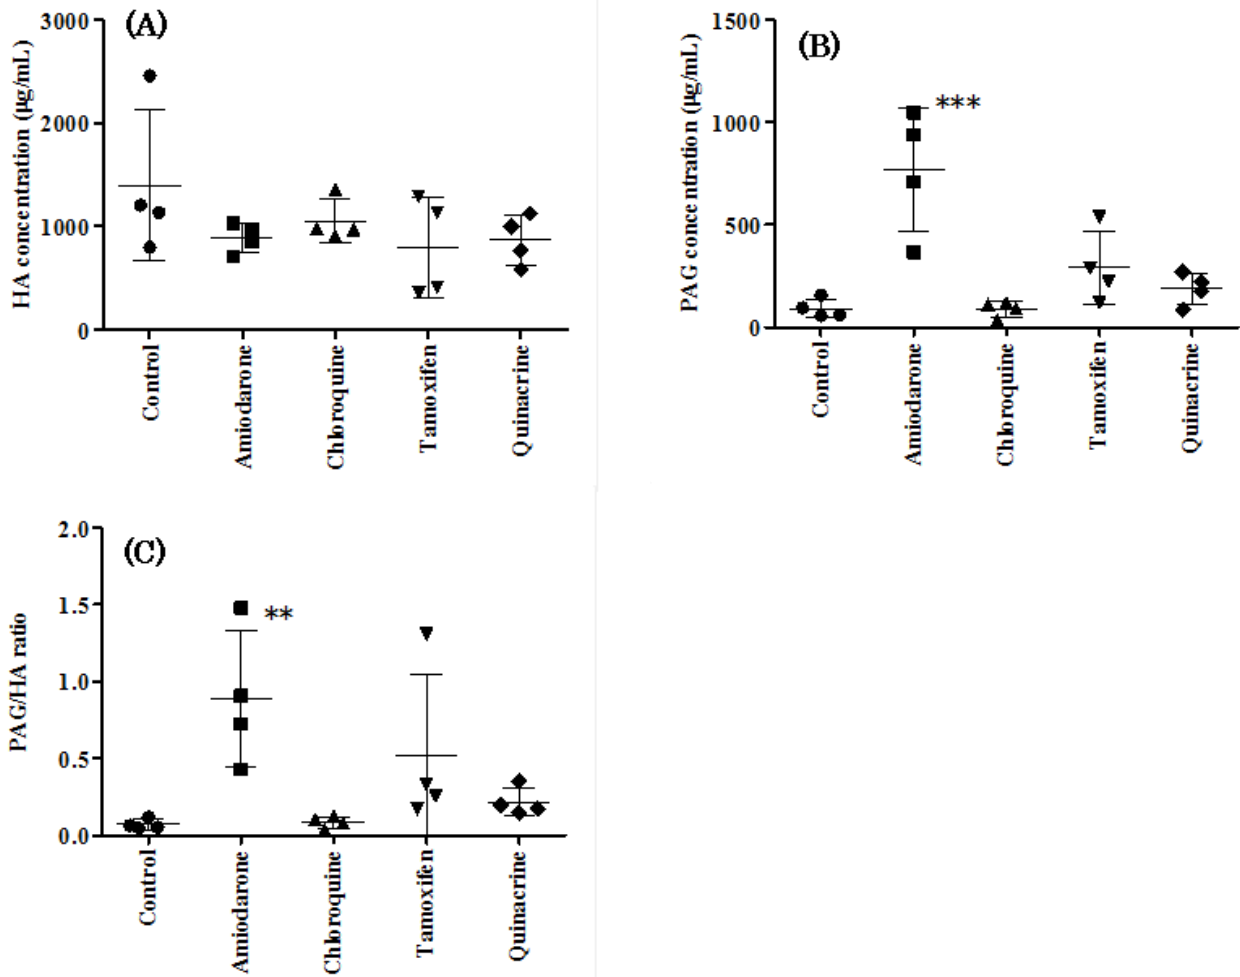 (A)
HA concentration (µg/mL)
3000
2000
1000
0
Control
Amiodarone
Chloroquine
Tamoxifen
Quinacrine
(B)
PAG concentration (µg/mL)
1500
1000
500
0
***
Control
Amiodarone
Chloroquine
Tamoxifen
Quinacrine
(C)
PAG/HA ratio
2.0
1.5
1.0
0.5
0.0
**
Control
Amiodarone
Chloroquine
Tamoxifen
Quinacrine